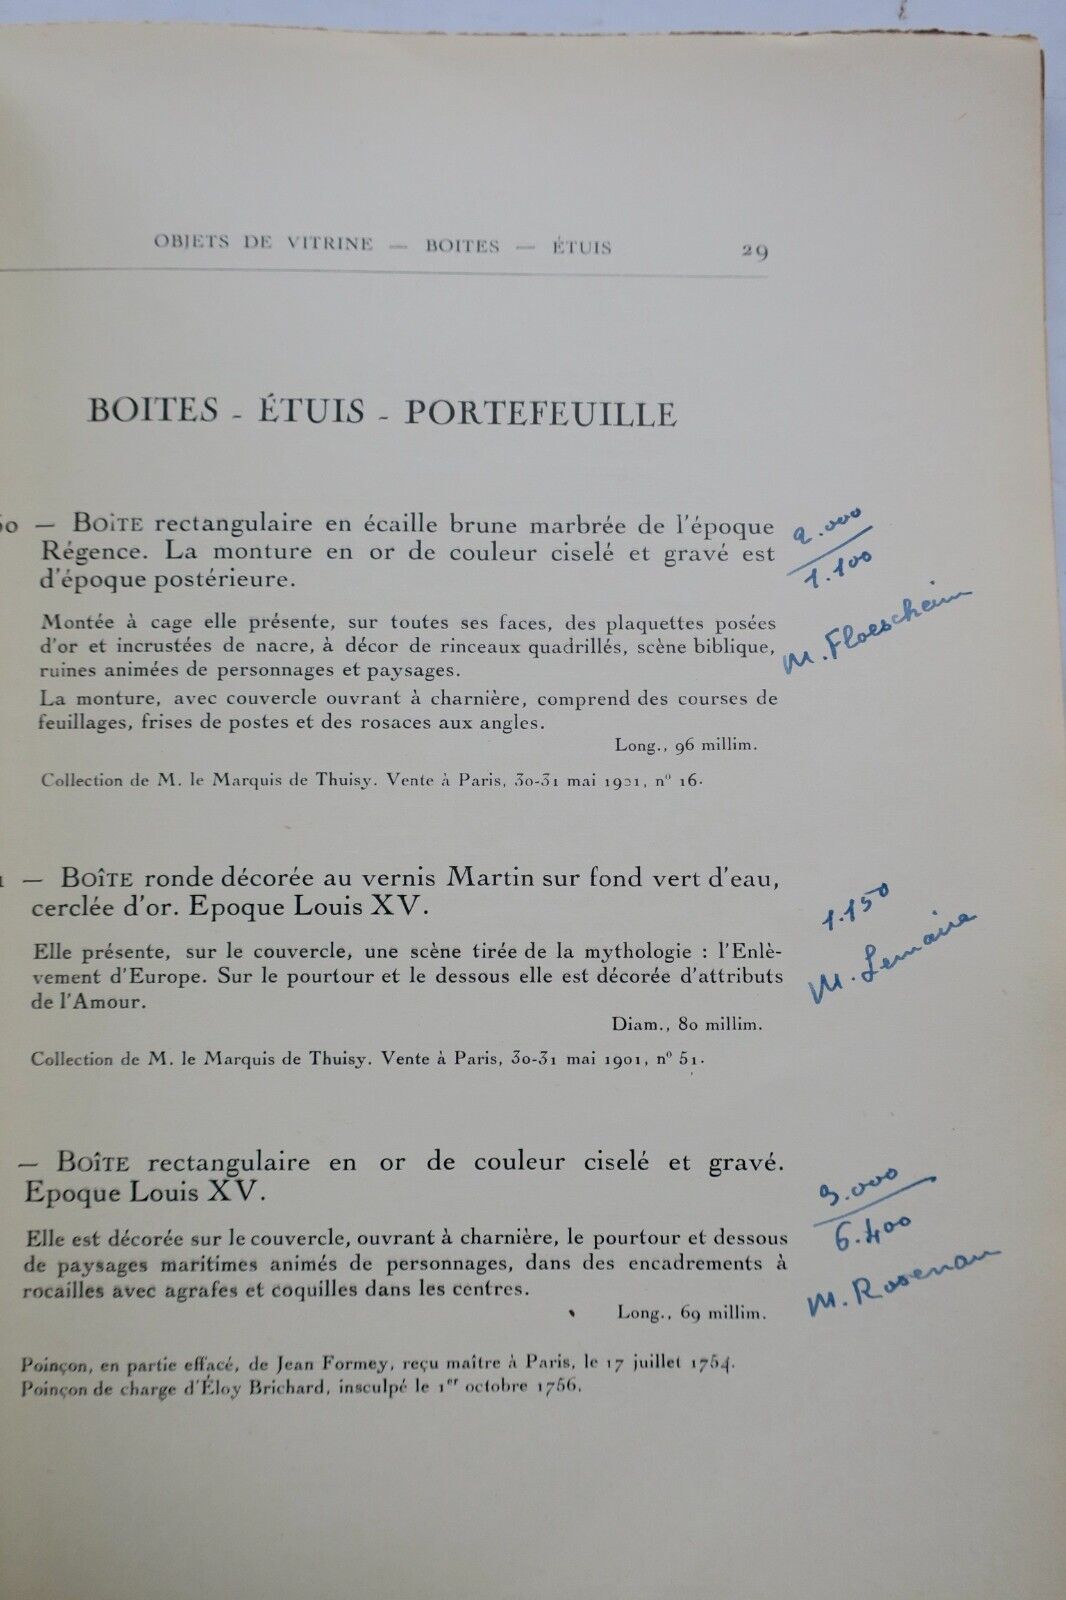 OBJETS DE VITRINE — BOITES — ÉTUIS 29
BOITES - ÉTUIS - PORTEFEUILLE
60 — BOÎTE rectangulaire en écaille brune marbrée de l'époque
Régence. La monture en or de couleur ciselé et gravé est
d'époque postérieure.
2.000
1.100
M. Floescheim
Montée à cage elle présente, sur toutes ses faces, des plaquettes posées
d'or et incrustées de nacre, à décor de rinceaux quadrillés, scène biblique,
ruines animées de personnages et paysages.
La monture, avec couvercle ouvrant à charnière, comprend des courses de
feuillages, frises de postes et des rosaces aux angles.
Long., 96 millim.
Collection de M. le Marquis de Thuisy. Vente à Paris, 30-31 mai 1901, n° 16.
1 — BOÎTE ronde décorée au vernis Martin sur fond vert d'eau,
cerclée d'or. Epoque Louis XV.
1.150
M. Lemaire
Elle présente, sur le couvercle, une scène tirée de la mythologie : l'Enlè-
vement d'Europe. Sur le pourtour et le dessous elle est décorée d'attributs
de l'Amour.
Diam., 80 millim.
Collection de M. le Marquis de Thuisy. Vente à Paris, 30-31 mai 1901, n° 51.
— BOÎTE rectangulaire en or de couleur ciselé et gravé.
Epoque Louis XV.
3.000
6.400
M. Rosenau
Elle est décorée sur le couvercle, ouvrant à charnière, le pourtour et dessous
de paysages maritimes animés de personnages, dans des encadrements à
rocailles avec agrafes et coquilles dans les centres.
Long., 69 millim.
Poinçon, en partie effacé, de Jean Formey, reçu maître à Paris, le 17 juillet 1754.
Poinçon de charge d'Éloy Brichard, insculpé le 1er octobre 1756.